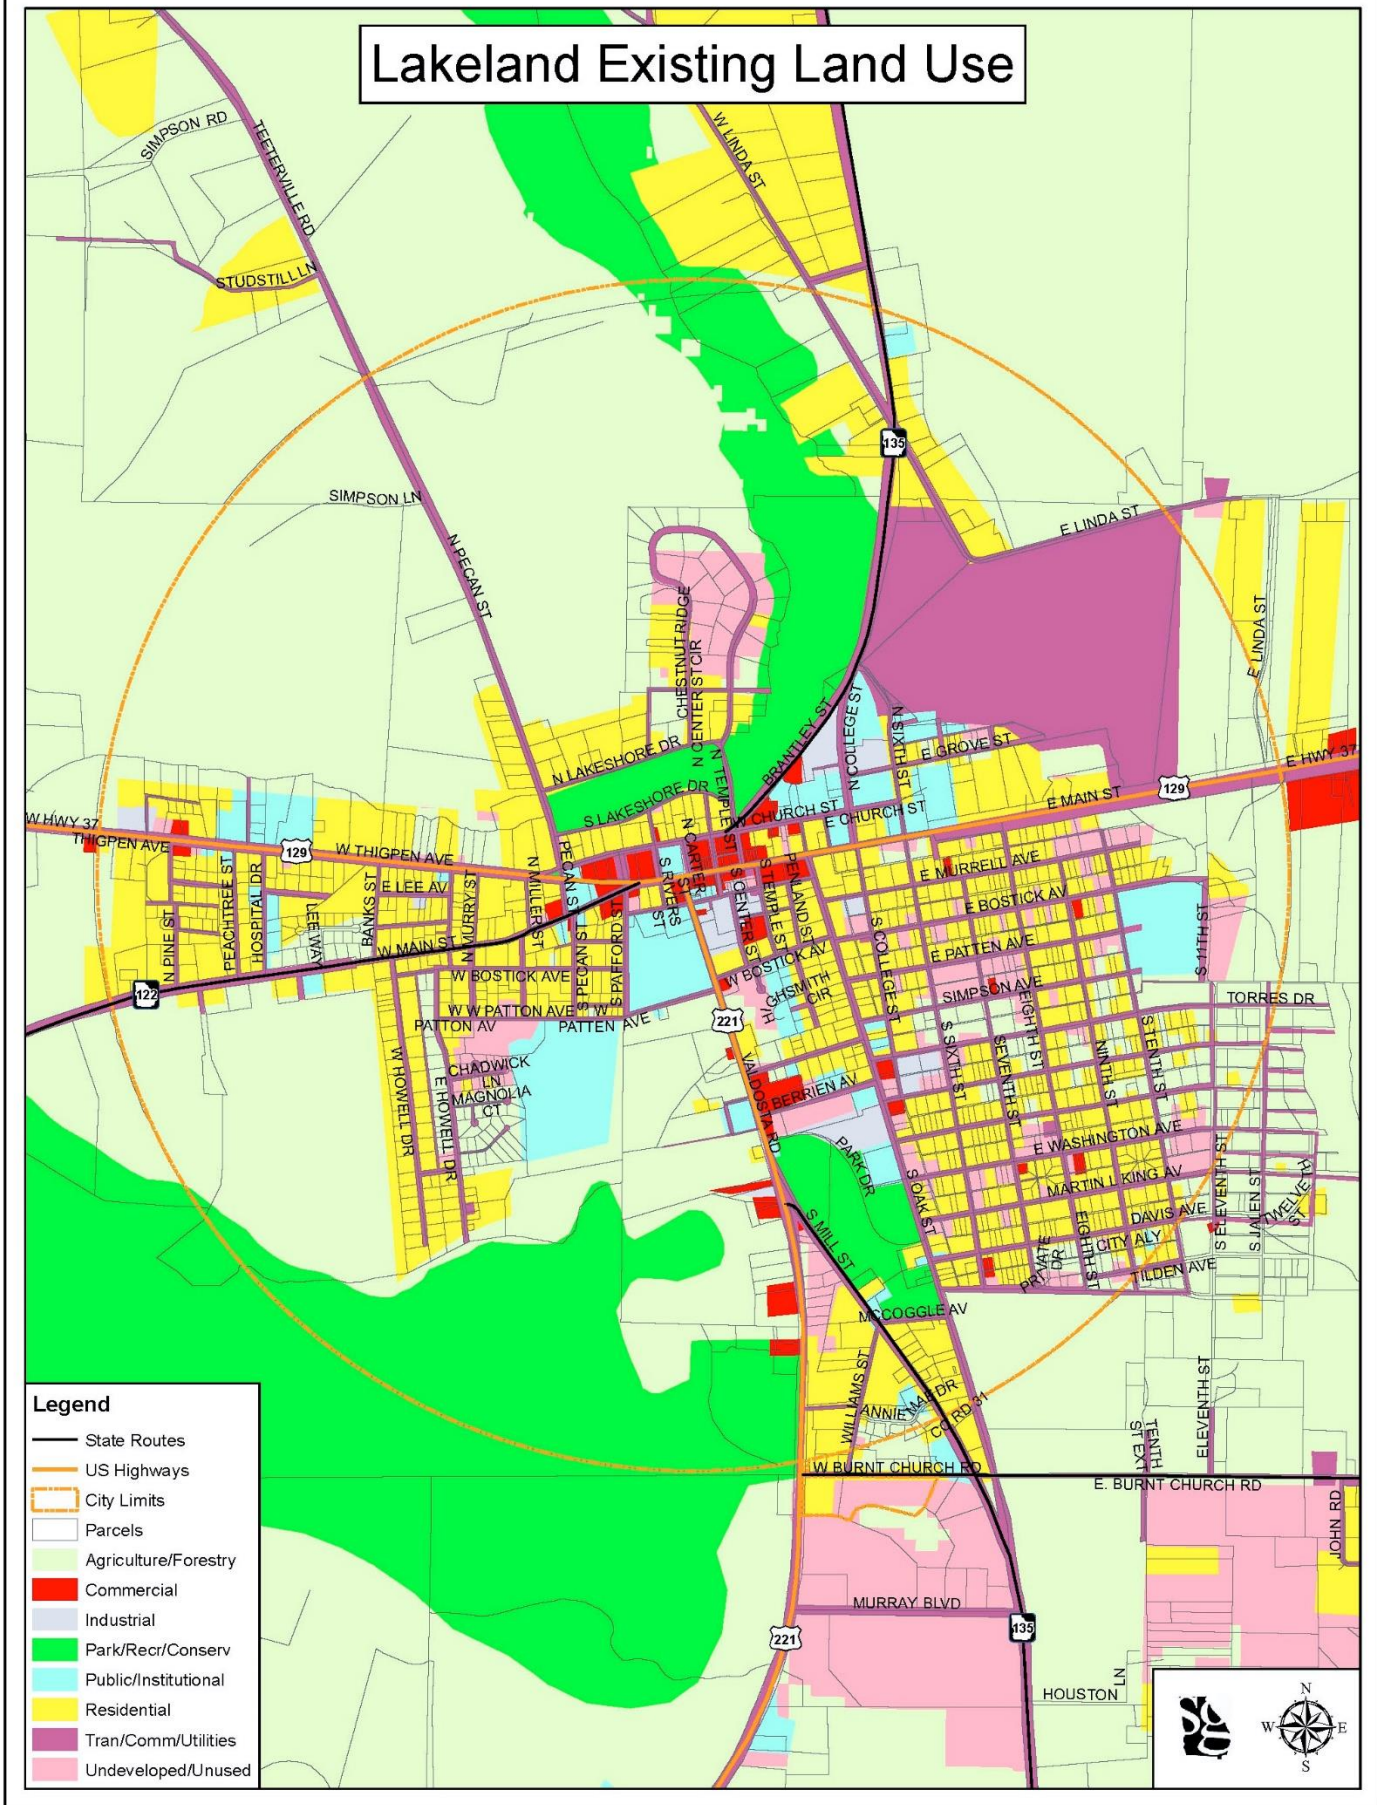 Lakeland Existing Land Use
SIMPSON RD
TEETERVILLE RD
W LINDA ST
STUDSTILL LN
135
SIMPSON LN
E LINDA ST
N PECAN ST
CHESTNUT RIDGE
N CENTER ST CIR
E LINDA ST
N LAKESHORE DR
N TEMPLE ST
BRANTLEY ST
N COLLEGE ST
N SIXTH ST
E GROVE ST
E HWY 37
129
E MAIN ST
S LAKESHORE DR
W CHURCH ST
E CHURCH ST
W HWY 37
THIGPEN AVE
129
W THIGPEN AVE
N CARTER ST
E LEE AV
N MILLER ST
PECAN S
S RIVERS ST
S CENTER ST
S TEMPLE ST
PENLAND ST
E MURRELL AVE
E BOSTICK AV
N PINE ST
PEACHTREE ST
HOSPITAL DR
LEE WAY
BANKS ST
N MURRY ST
W MAIN ST
S PECAN ST
S PAFFORD ST
S COLLEGE ST
E PATTEN AVE
S 11TH ST
W BOSTICK AVE
W BOSTICK AV
HIGHSMITH
CIR
SIMPSON AVE
122
W W PATTON AVE
W
PATTON AV
PATTEN AVE
221
EIGHTH ST
TORRES DR
S SIXTH ST
SEVENTH ST
NINTH ST
S TENTH ST
W HOWELL DR
E HOWELL DR
CHADWICK
LN
MAGNOLIA
CT
VALDOSTA RD
BERRIEN AV
PARK DR
E WASHINGTON AVE
MARTIN L KING AV
S OAK ST
S MILL ST
DAVIS AVE
CITY ALY
TILDEN AVE
PRIVATE
DR
EIGHTH ST
S ELEVENTH ST
S JALEN ST
TWELVE TH
ST
MCCOGGLE AV
WILLIAMS ST
ANNIE MAE DR
CO RD 31
TENTH
ST EXT
ELEVENTH ST
W BURNT CHURCH RD
E. BURNT CHURCH RD
JOHN RD
MURRAY BLVD
221
135
HOUSTON
LN
Legend
State Routes
US Highways
City Limits
Parcels
Agriculture/Forestry
Commercial
Industrial
Park/Recr/Conserv
Public/Institutional
Residential
Tran/Comm/Utilities
Undeveloped/Unused
N
W
E
S